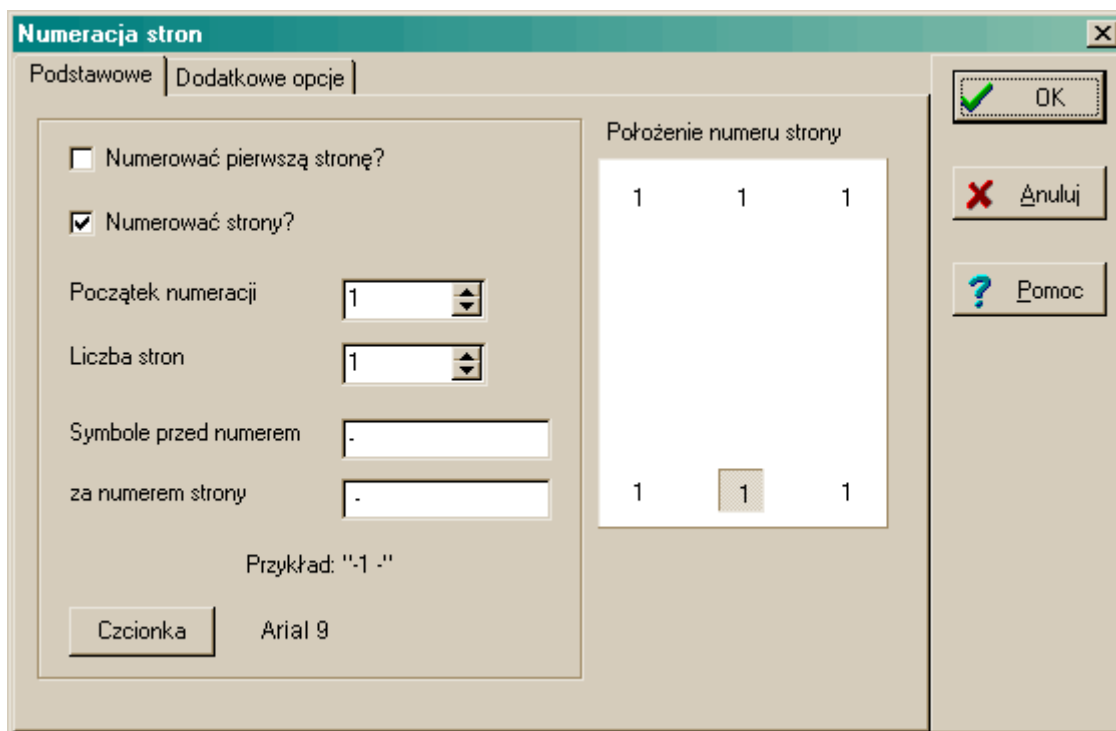 Numeracja stron
Podstawowe Dodatkowe opcje
Numerować pierwszą stronę?
Numerować strony?
Początek numeracji 1
Liczba stron 1
Symbole przed numerem -
za numerem strony -
Przykład: "-1 -"
Czcionka Arial 9
Położenie numeru strony
1 1 1
1 1 1
OK
Anuluj
Pomoc